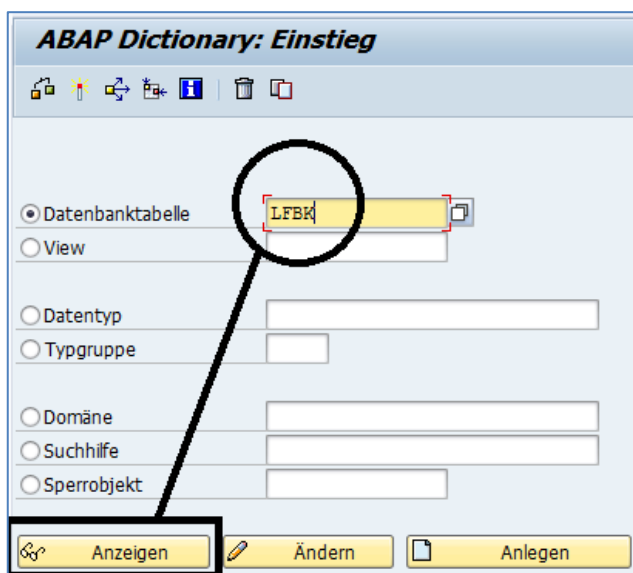 ABAP Dictionary: Einstieg
Datenbanktabelle LFBK
View
Datentyp
Typgruppe
Domäne
Suchhilfe
Sperrobjekt
Anzeigen Ändern Anlegen